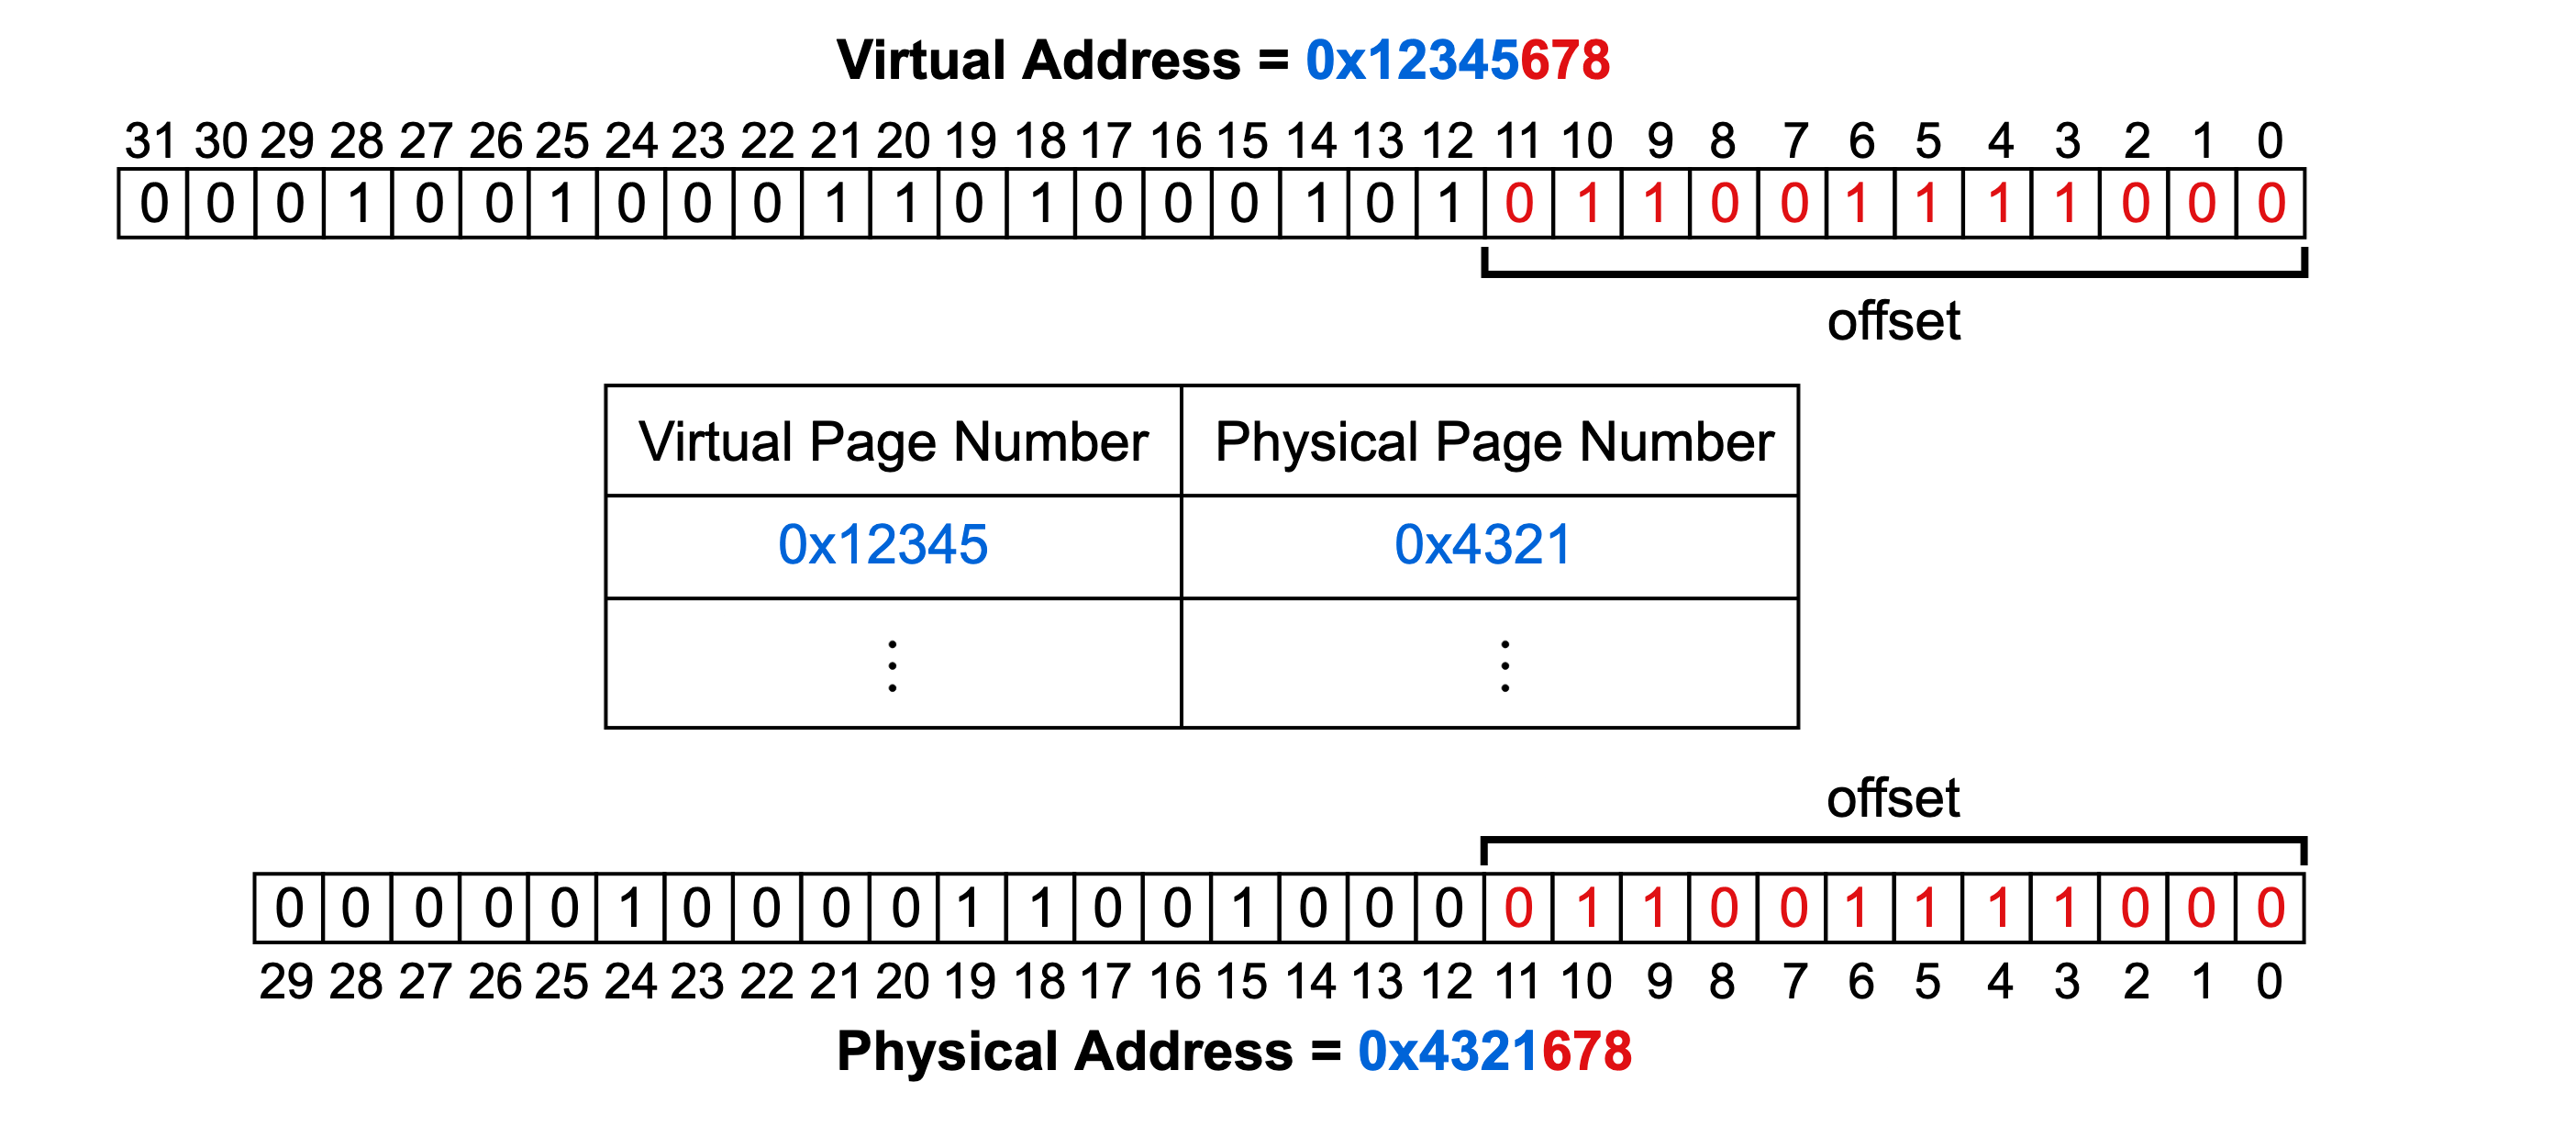 Virtual Address = 0x12345678
31 30 29 28 27 26 25 24 23 22 21 20 19 18 17 16 15 14 13 12 11 10 9 8 7 6 5 4 3 2 1 0
0 0 0 1 0 0 1 0 0 0 1 1 0 1 0 0 0 1 0 1 0 1 1 0 0 1 1 1 1 0 0 0
offset
Virtual Page Number Physical Page Number
0x12345 0x4321
⋮ ⋮
offset
0 0 0 0 0 1 0 0 0 0 1 1 0 0 1 0 0 0 0 1 1 0 0 1 1 1 1 0 0 0
29 28 27 26 25 24 23 22 21 20 19 18 17 16 15 14 13 12 11 10 9 8 7 6 5 4 3 2 1 0
Physical Address = 0x4321678